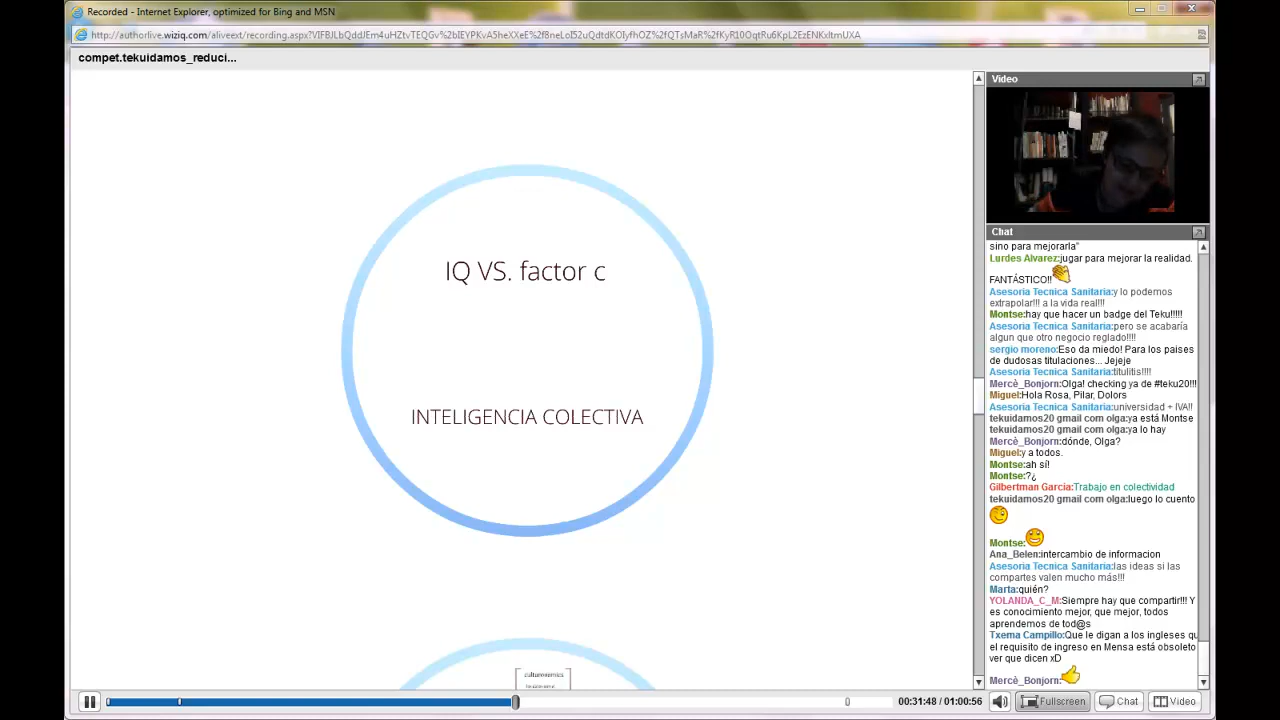 Recorded - Internet Explorer, optimized for Bing and MSN
compet.tekuidamos_reduci...
IQ VS. factor c
INTELIGENCIA COLECTIVA
culturonomics
Video
Chat
sino para mejorarla"
Lurdes Alvarez:jugar para mejorar la realidad.
FANTÁSTICO!!
Asesoria Tecnica Sanitaria:y lo podemos
extrapolar!!! a la vida real!!!
Montse:hay que hacer un badge del Teku!!!!!
Asesoria Tecnica Sanitaria:pero se acabaría
algun que otro negocio reglado!!!!
sergio moreno:Eso da miedo! Para los paises
de dudosas titulaciones... Jejeje
Asesoria Tecnica Sanitaria:titulitis!!!!
Mercè_Bonjorn:Olga! checking ya de #teku20!!!
Miguel:Hola Rosa, Pilar, Dolors
Asesoria Tecnica Sanitaria:universidad + IVA!!
tekuidamos20 gmail com olga:ya está Montse
tekuidamos20 gmail com olga:ya lo hay
Mercè_Bonjorn:dónde, Olga?
Miguel:y a todos.
Montse:ah sí!
Montse:?¿
Gilbertman Garcia:Trabajo en colectividad
tekuidamos20 gmail com olga:luego lo cuento
Montse:
Ana_Belen:intercambio de informacion
Asesoria Tecnica Sanitaria:las ideas si las
compartes valen mucho más!!!
Marta:quién?
YOLANDA_C_M:Siempre hay que compartir!!! Y
es conocimiento mejor, que mejor, todos
aprendemos de tod@s
Txema Campillo:Que le digan a los ingleses qu
el requisito de ingreso en Mensa está obsoleto
ver que dicen xD
Mercè_Bonjorn:
00:31:48 / 01:00:56
Fullscreen
Chat
Video